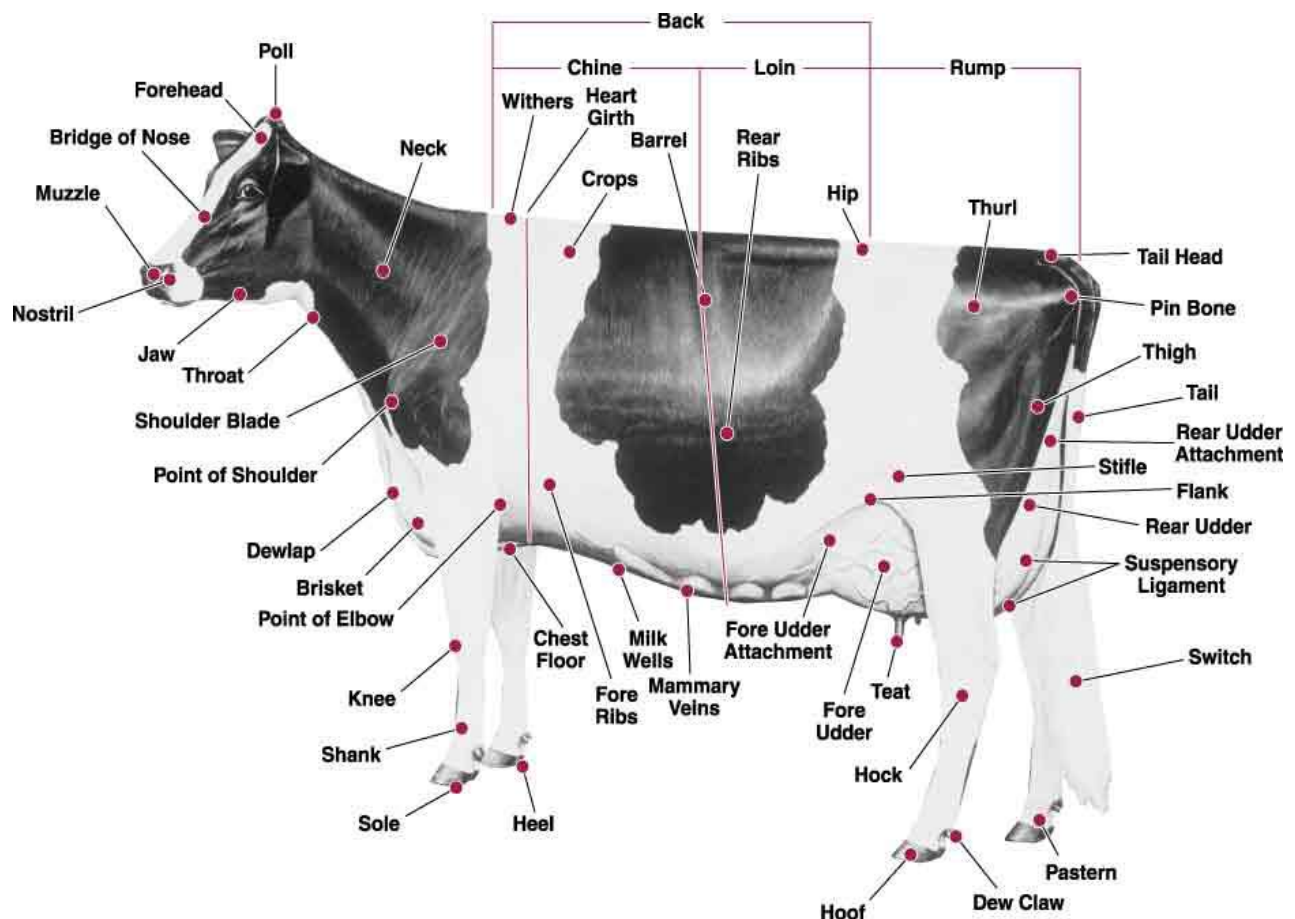 Back
Poll
Chine
Loin
Rump
Forehead
Withers
Heart
Girth
Bridge of Nose
Neck
Barrel
Rear
Ribs
Muzzle
Crops
Hip
Thurl
Tail Head
Nostril
Pin Bone
Jaw
Throat
Thigh
Shoulder Blade
Tail
Point of Shoulder
Rear Udder
Attachment
Stifle
Flank
Dewlap
Rear Udder
Brisket
Suspensory
Ligament
Point of Elbow
Chest
Floor
Milk
Wells
Fore Udder
Attachment
Switch
Knee
Fore
Ribs
Mammary
Veins
Teat
Fore
Udder
Shank
Hock
Sole
Heel
Pastern
Hoof
Dew Claw